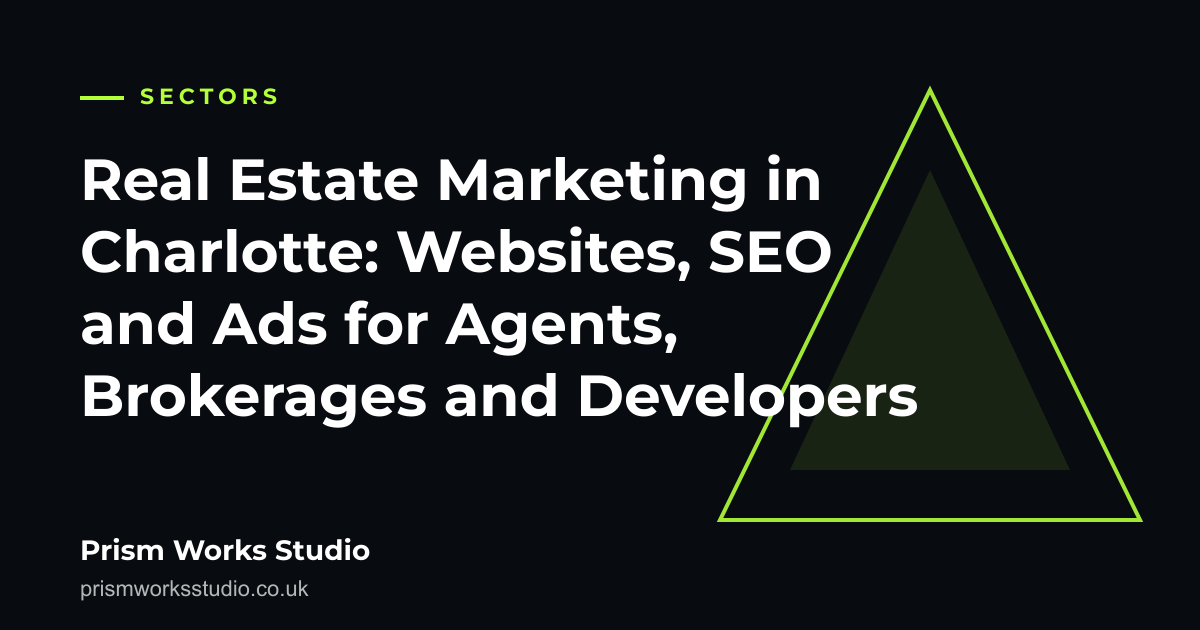 SECTORS
Real Estate Marketing in
Charlotte: Websites, SEO
and Ads for Agents,
Brokerages and Developers
Prism Works Studio
prismworksstudio.co.uk